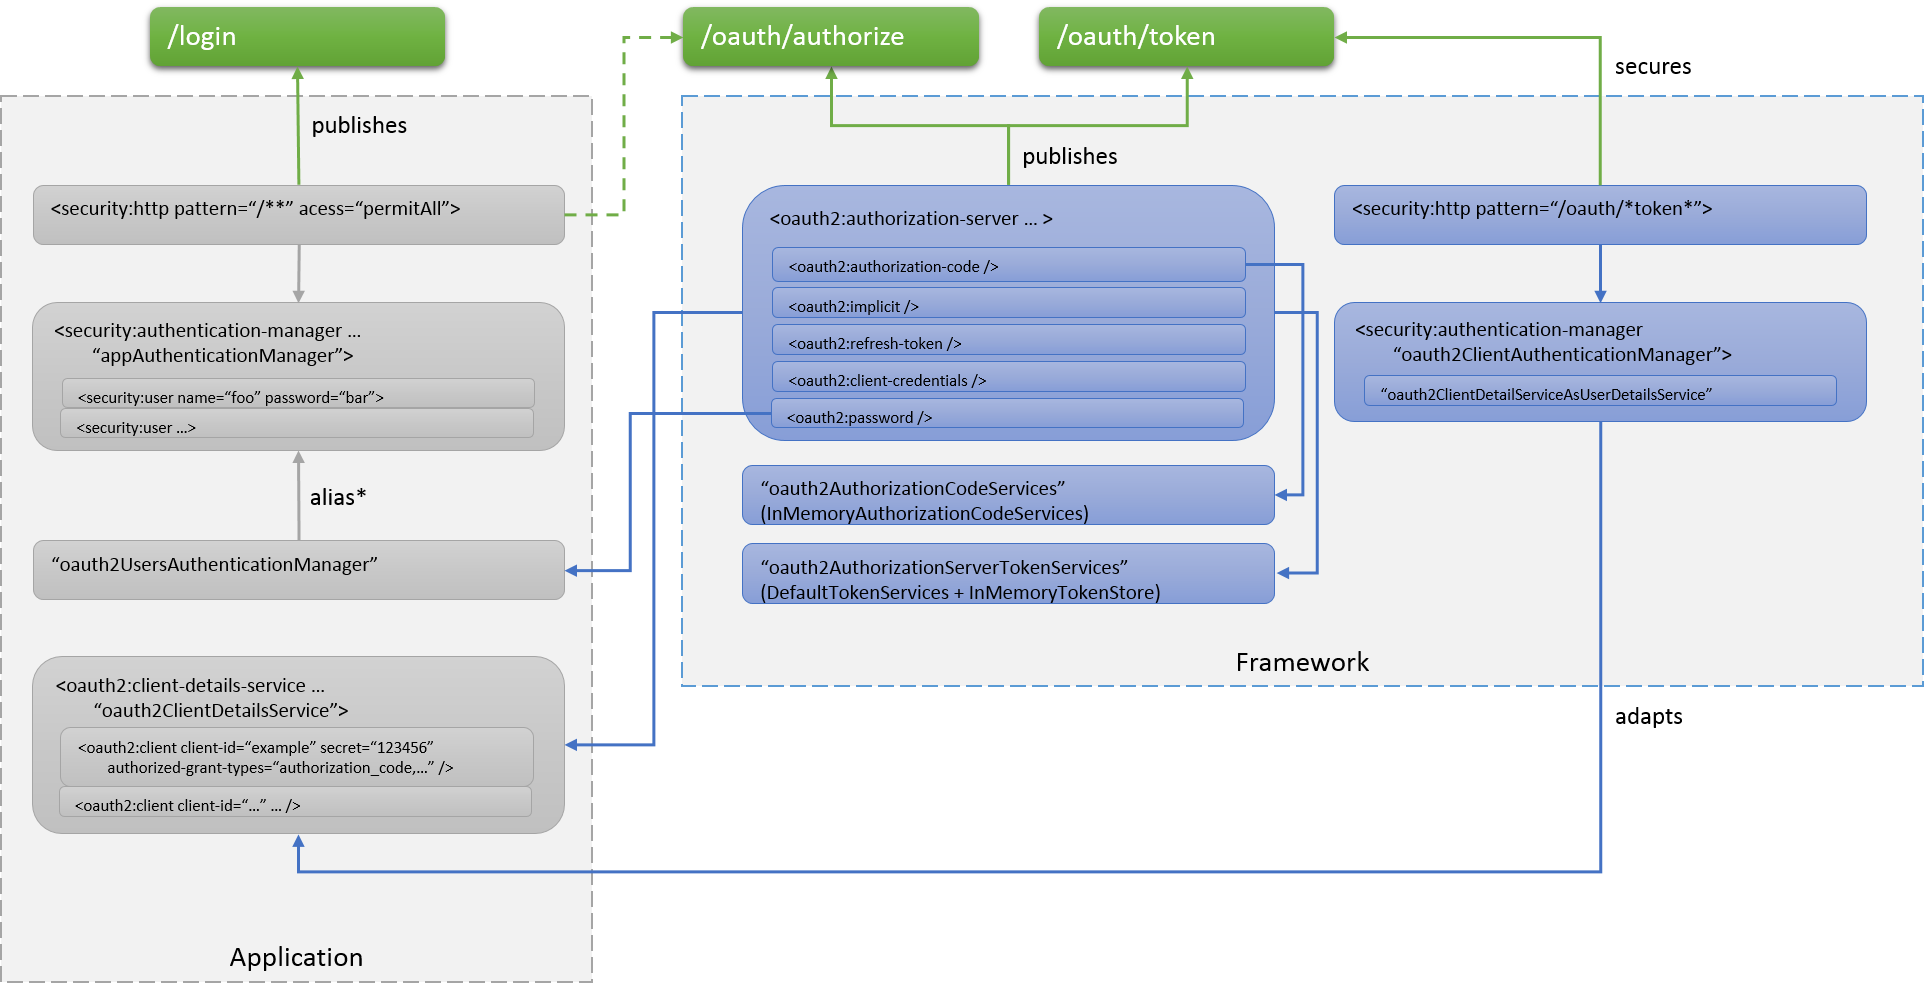 /login
/oauth/authorize
/oauth/token
secures
publishes
publishes
<security:http pattern=“/**” acess=“permitAll”>
<security:authentication-manager ...
“appAuthenticationManager”>
<security:user name=“foo” password=“bar”>
<security:user ...>
alias*
“oauth2UsersAuthenticationManager”
<oauth2:client-details-service ...
“oauth2ClientDetailsService”>
<oauth2:client client-id=“example” secret=“123456”
authorized-grant-types=“authorization_code,...” />
<oauth2:client client-id=“...” ... />
Application
<oauth2:authorization-server ... >
<oauth2:authorization-code />
<oauth2:implicit />
<oauth2:refresh-token />
<oauth2:client-credentials />
<oauth2:password />
“oauth2AuthorizationCodeServices”
(InMemoryAuthorizationCodeServices)
“oauth2AuthorizationServerTokenServices”
(DefaultTokenServices + InMemoryTokenStore)
<security:http pattern=“/oauth/*token*”>
<security:authentication-manager
“oauth2ClientAuthenticationManager”>
“oauth2ClientDetailServiceAsUserDetailsService”
Framework
adapts